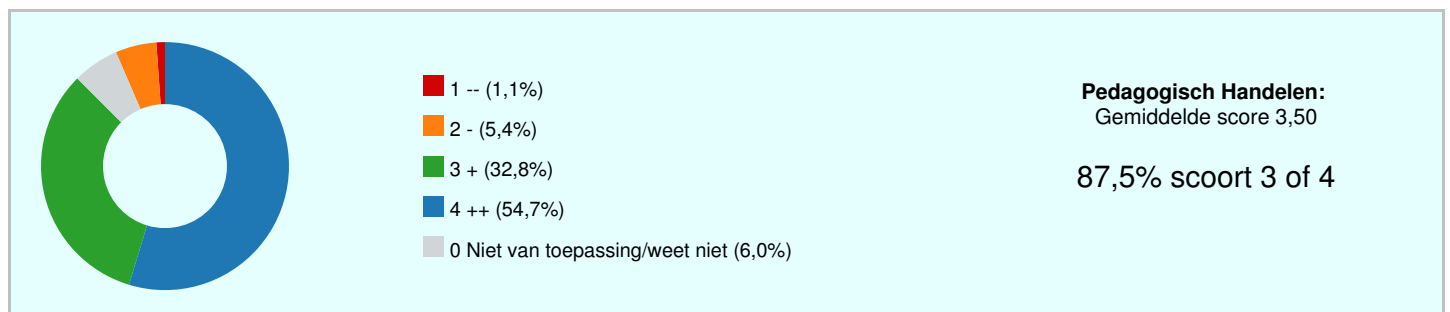 1 -- (1,1%)
2 - (5,4%)
3 + (32,8%)
4 ++ (54,7%)
0 Niet van toepassing/weet niet (6,0%)
Pedagogisch Handelen:
Gemiddelde score 3,50
87,5% scoort 3 of 4